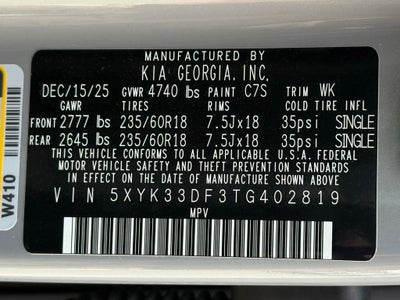 MANUFACTURED BY
KIA GEORGIA, INC.
DEC/15/25 GVWR 4740 lbs PAINT C7S TRIM WK
GAWR TIRES RIMS COLD TIRE INFL
FRONT 2777 lbs 235/60R18 7.5Jx18 35psi SINGLE
REAR 2645 lbs 235/60R18 7.5Jx18 35psi SINGLE
THIS VEHICLE CONFORMS TO ALL APPLICABLE U.S. FEDERAL
MOTOR VEHICLE SAFETY AND THEFT PREVENTION STANDARDS
IN EFFECT ON THE DATE OF MANUFACTURE SHOWN ABOVE.
VIN 5XYK33DF3TG402819
MPV
W410